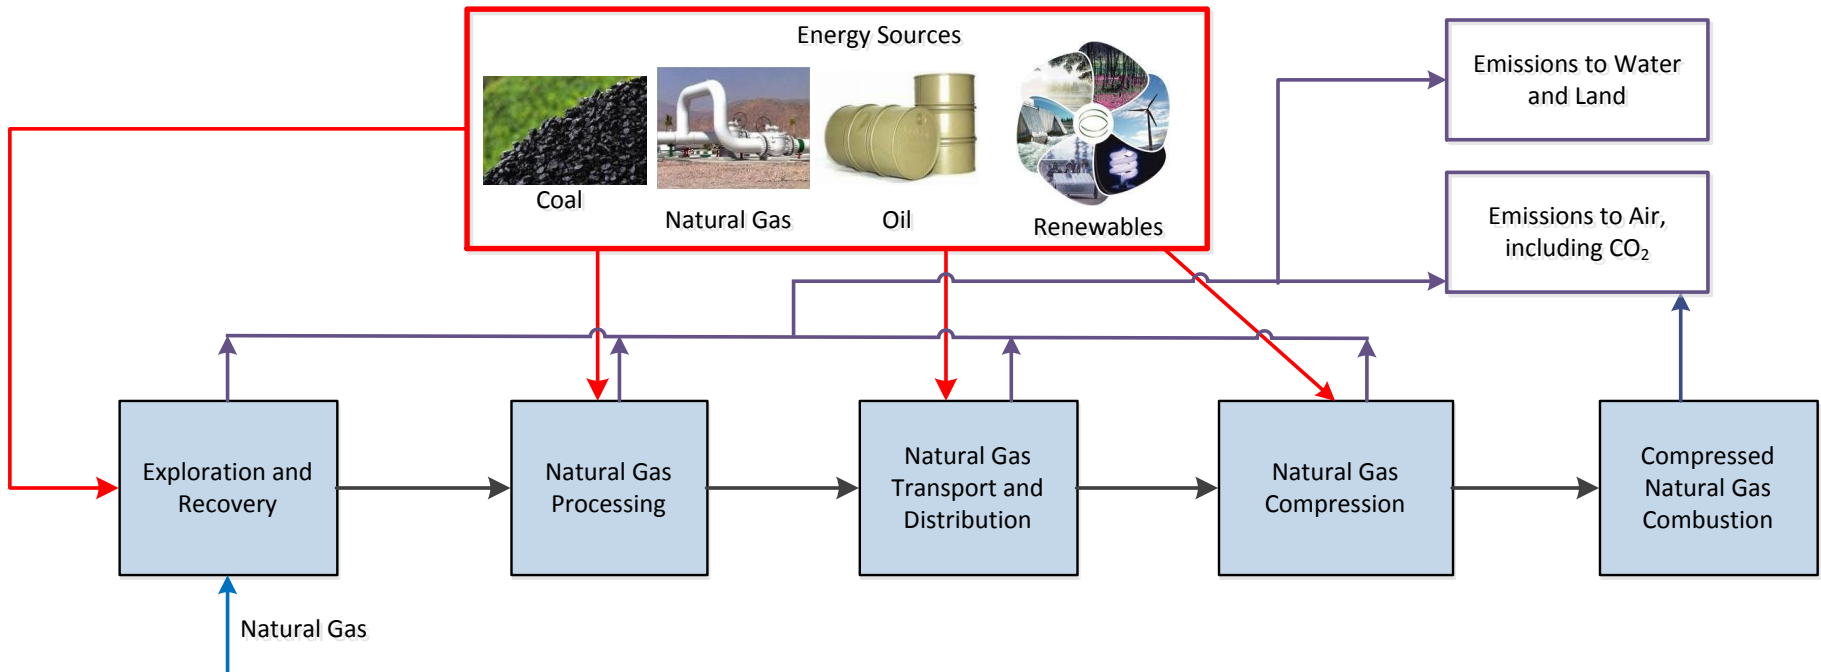 Energy Sources
Coal
Natural Gas
Oil
Renewables
Emissions to Water
and Land
Emissions to Air,
including CO₂
Exploration and
Recovery
Natural Gas
Processing
Natural Gas
Transport and
Distribution
Natural Gas
Compression
Compressed
Natural Gas
Combustion
Natural Gas